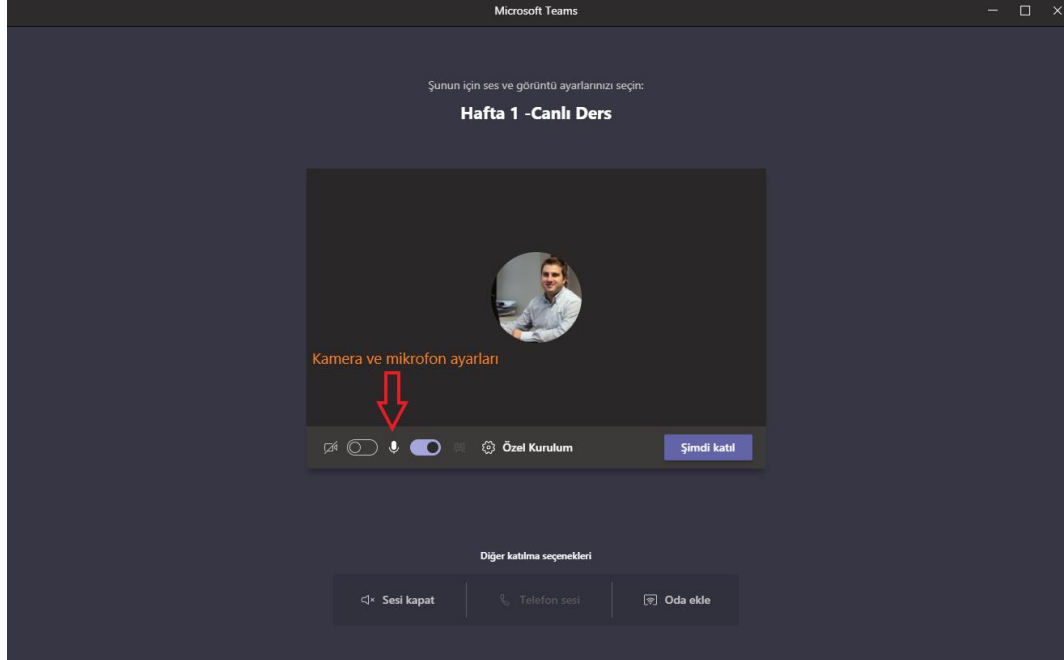 Microsoft Teams
Şunun için ses ve görüntü ayarlarınızı seçin:
Hafta 1 -Canlı Ders
Kamera ve mikrofon ayarları
Özel Kurulum
Şimdi katıl
Diğer katılma seçenekleri
Sesi kapat
Telefon sesi
Oda ekle